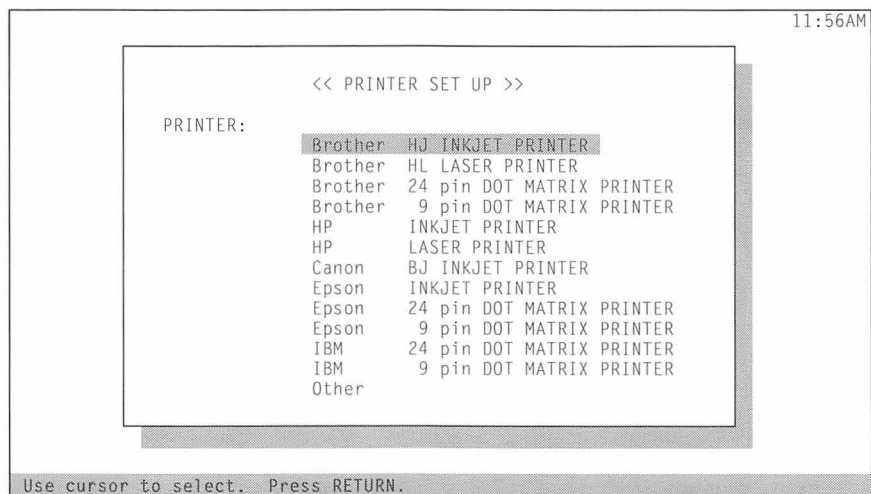 11:56AM
<< PRINTER SET UP >>
PRINTER:
Brother HJ INKJET PRINTER
Brother HL LASER PRINTER
Brother 24 pin DOT MATRIX PRINTER
Brother 9 pin DOT MATRIX PRINTER
HP INKJET PRINTER
HP LASER PRINTER
Canon BJ INKJET PRINTER
Epson INKJET PRINTER
Epson 24 pin DOT MATRIX PRINTER
Epson 9 pin DOT MATRIX PRINTER
IBM 24 pin DOT MATRIX PRINTER
IBM 9 pin DOT MATRIX PRINTER
Other
Use cursor to select. Press RETURN.